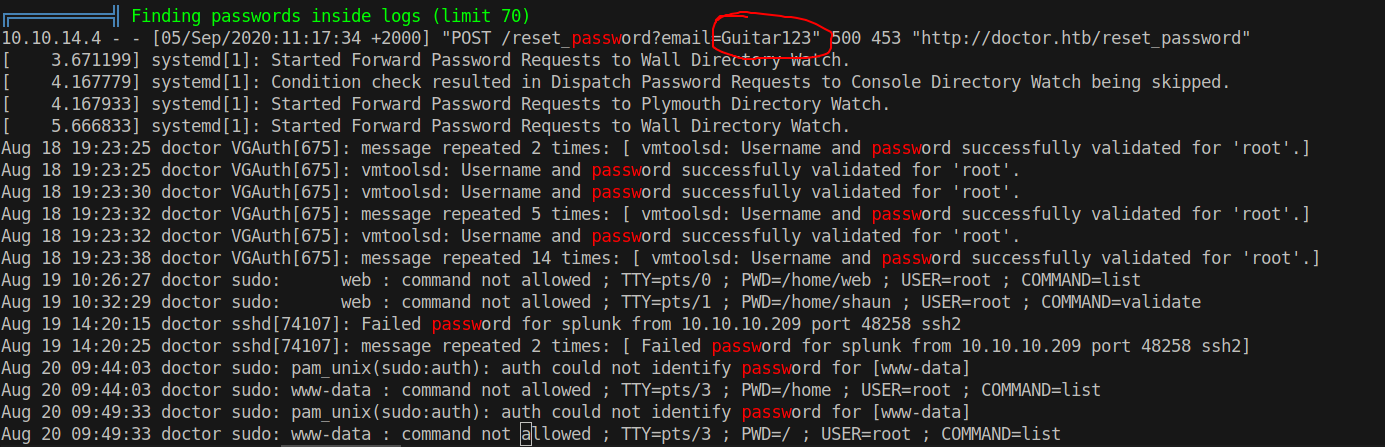 Finding passwords inside logs (limit 70)
10.10.14.4 - - [05/Sep/2020:11:17:34 +2000] "POST /reset_password?email=Guitar123" 500 453 "http://doctor.htb/reset_password"
[    3.671199] systemd[1]: Started Forward Password Requests to Wall Directory Watch.
[    4.167779] systemd[1]: Condition check resulted in Dispatch Password Requests to Console Directory Watch being skipped.
[    4.167933] systemd[1]: Started Forward Password Requests to Plymouth Directory Watch.
[    5.666833] systemd[1]: Started Forward Password Requests to Wall Directory Watch.
Aug 18 19:23:25 doctor VGAuth[675]: message repeated 2 times: [ vmtoolsd: Username and password successfully validated for 'root'.]
Aug 18 19:23:25 doctor VGAuth[675]: vmtoolsd: Username and password successfully validated for 'root'.
Aug 18 19:23:30 doctor VGAuth[675]: vmtoolsd: Username and password successfully validated for 'root'.
Aug 18 19:23:32 doctor VGAuth[675]: message repeated 5 times: [ vmtoolsd: Username and password successfully validated for 'root'.]
Aug 18 19:23:32 doctor VGAuth[675]: vmtoolsd: Username and password successfully validated for 'root'.
Aug 18 19:23:38 doctor VGAuth[675]: message repeated 14 times: [ vmtoolsd: Username and password successfully validated for 'root'.]
Aug 19 10:26:27 doctor sudo:      web : command not allowed ; TTY=pts/0 ; PWD=/home/web ; USER=root ; COMMAND=list
Aug 19 10:32:29 doctor sudo:      web : command not allowed ; TTY=pts/1 ; PWD=/home/shaun ; USER=root ; COMMAND=validate
Aug 19 14:20:15 doctor sshd[74107]: Failed password for splunk from 10.10.10.209 port 48258 ssh2
Aug 19 14:20:25 doctor sshd[74107]: message repeated 2 times: [ Failed password for splunk from 10.10.10.209 port 48258 ssh2]
Aug 20 09:44:03 doctor sudo: pam_unix(sudo:auth): auth could not identify password for [www-data]
Aug 20 09:44:03 doctor sudo: www-data : command not allowed ; TTY=pts/3 ; PWD=/home ; USER=root ; COMMAND=list
Aug 20 09:49:33 doctor sudo: pam_unix(sudo:auth): auth could not identify password for [www-data]
Aug 20 09:49:33 doctor sudo: www-data : command not allowed ; TTY=pts/3 ; PWD=/ ; USER=root ; COMMAND=list